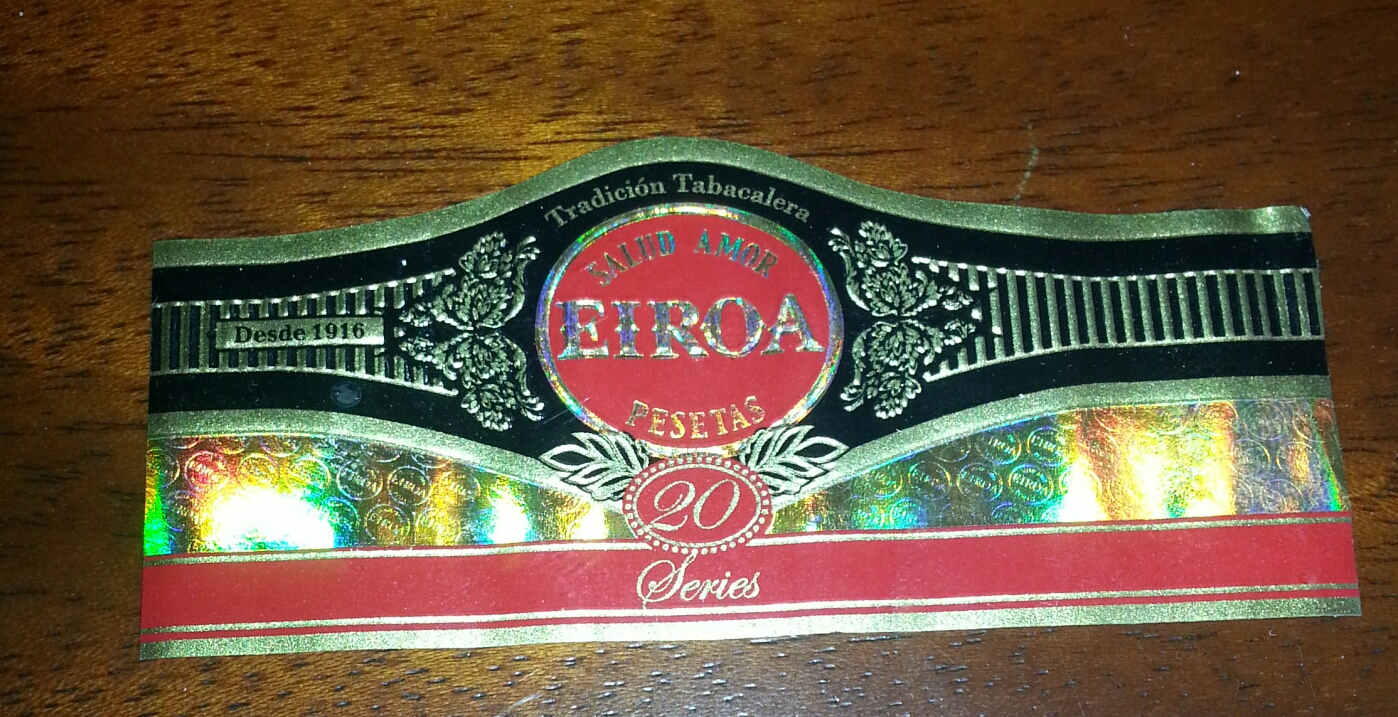 Tradición Tabacalera
SALUD AMOR
EIROA
PESETAS
Desde 1916
20
Series